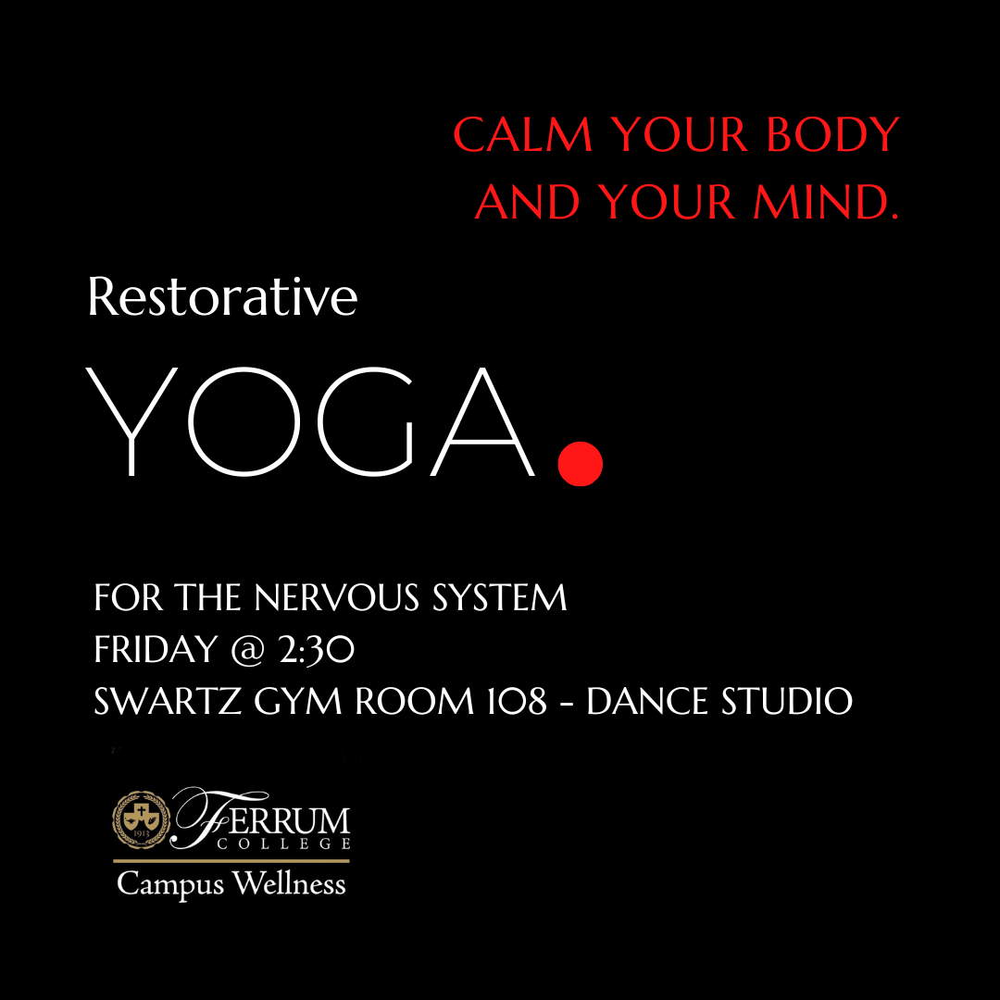 CALM YOUR BODY
AND YOUR MIND.
Restorative
YOGA.
FOR THE NERVOUS SYSTEM
FRIDAY @ 2:30
SWARTZ GYM ROOM 108 - DANCE STUDIO
1913
FERRUM
COLLEGE
Campus Wellness